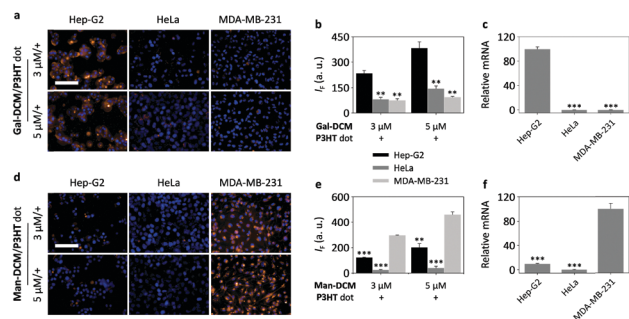 a
Hep-G2 HeLa MDA-MB-231
Gal-DCM/P3HT dot
3 μM/+
5 μM/+
b
I_F (a. u.)
450
300
150
0
** **
** **
Gal-DCM 3 μM 5 μM
P3HT dot + +
Hep-G2
HeLa
MDA-MB-231
c
Relative mRNA
120
80
40
0
*** ***
Hep-G2
HeLa
MDA-MB-231
d
Hep-G2 HeLa MDA-MB-231
Man-DCM/P3HT dot
3 μM/+
5 μM/+
e
I_F (a. u.)
600
400
200
0
*** ***
** ***
Man-DCM 3 μM 5 μM
P3HT dot + +
f
Relative mRNA
120
80
40
0
*** ***
Hep-G2
HeLa
MDA-MB-231